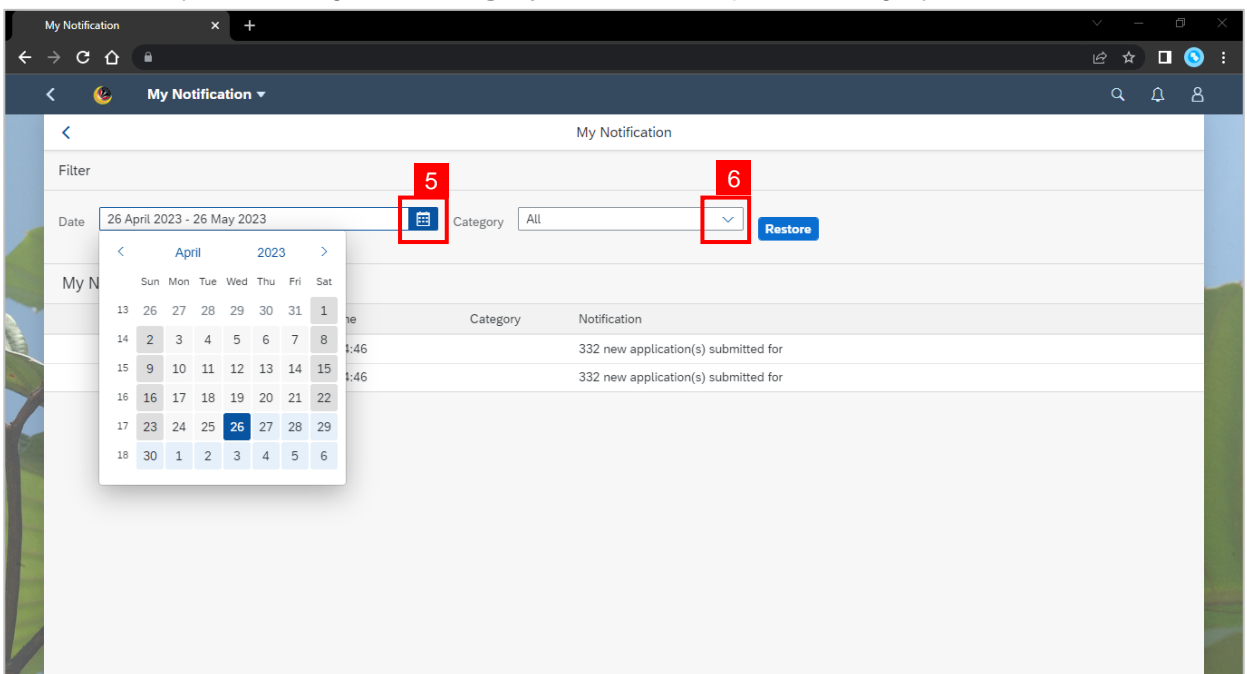 My Notification
My Notification
My Notification
Filter
5
6
Date 26 April 2023 - 26 May 2023 Category All Restore
April 2023
My N
Sun Mon Tue Wed Thu Fri Sat
13 26 27 28 29 30 31 1
Category Notification
14 2 3 4 5 6 7 8
:46 332 new application(s) submitted for
15 9 10 11 12 13 14 15
:46 332 new application(s) submitted for
16 16 17 18 19 20 21 22
17 23 24 25 26 27 28 29
18 30 1 2 3 4 5 6